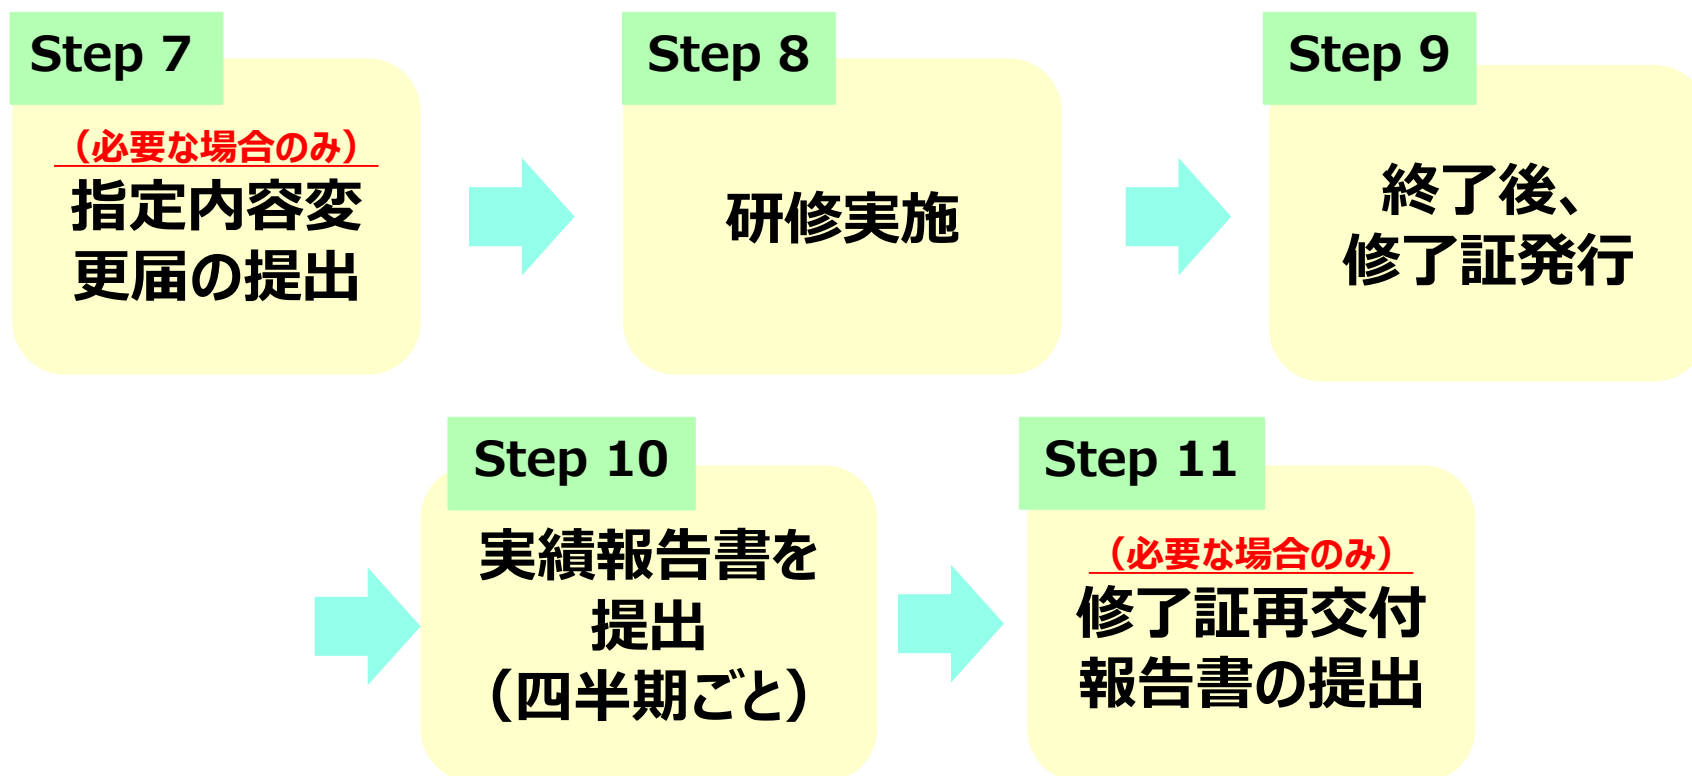 Step 7
（必要な場合のみ）
指定内容変
更届の提出
Step 8
研修実施
Step 9
終了後、
修了証発行
Step 10
実績報告書を
提出
（四半期ごと）
Step 11
（必要な場合のみ）
修了証再交付
報告書の提出